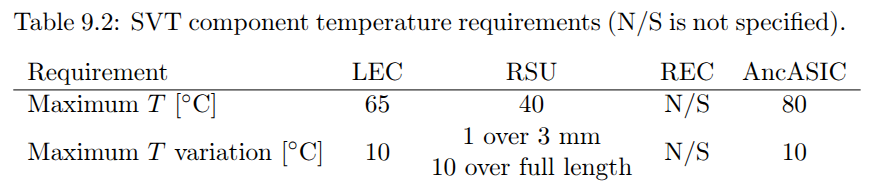 Table 9.2: SVT component temperature requirements (N/S is not specified).
Requirement LEC RSU REC AncASIC
Maximum T [°C] 65 40 N/S 80
Maximum T variation [°C] 10 1 over 3 mm N/S 10
10 over full length